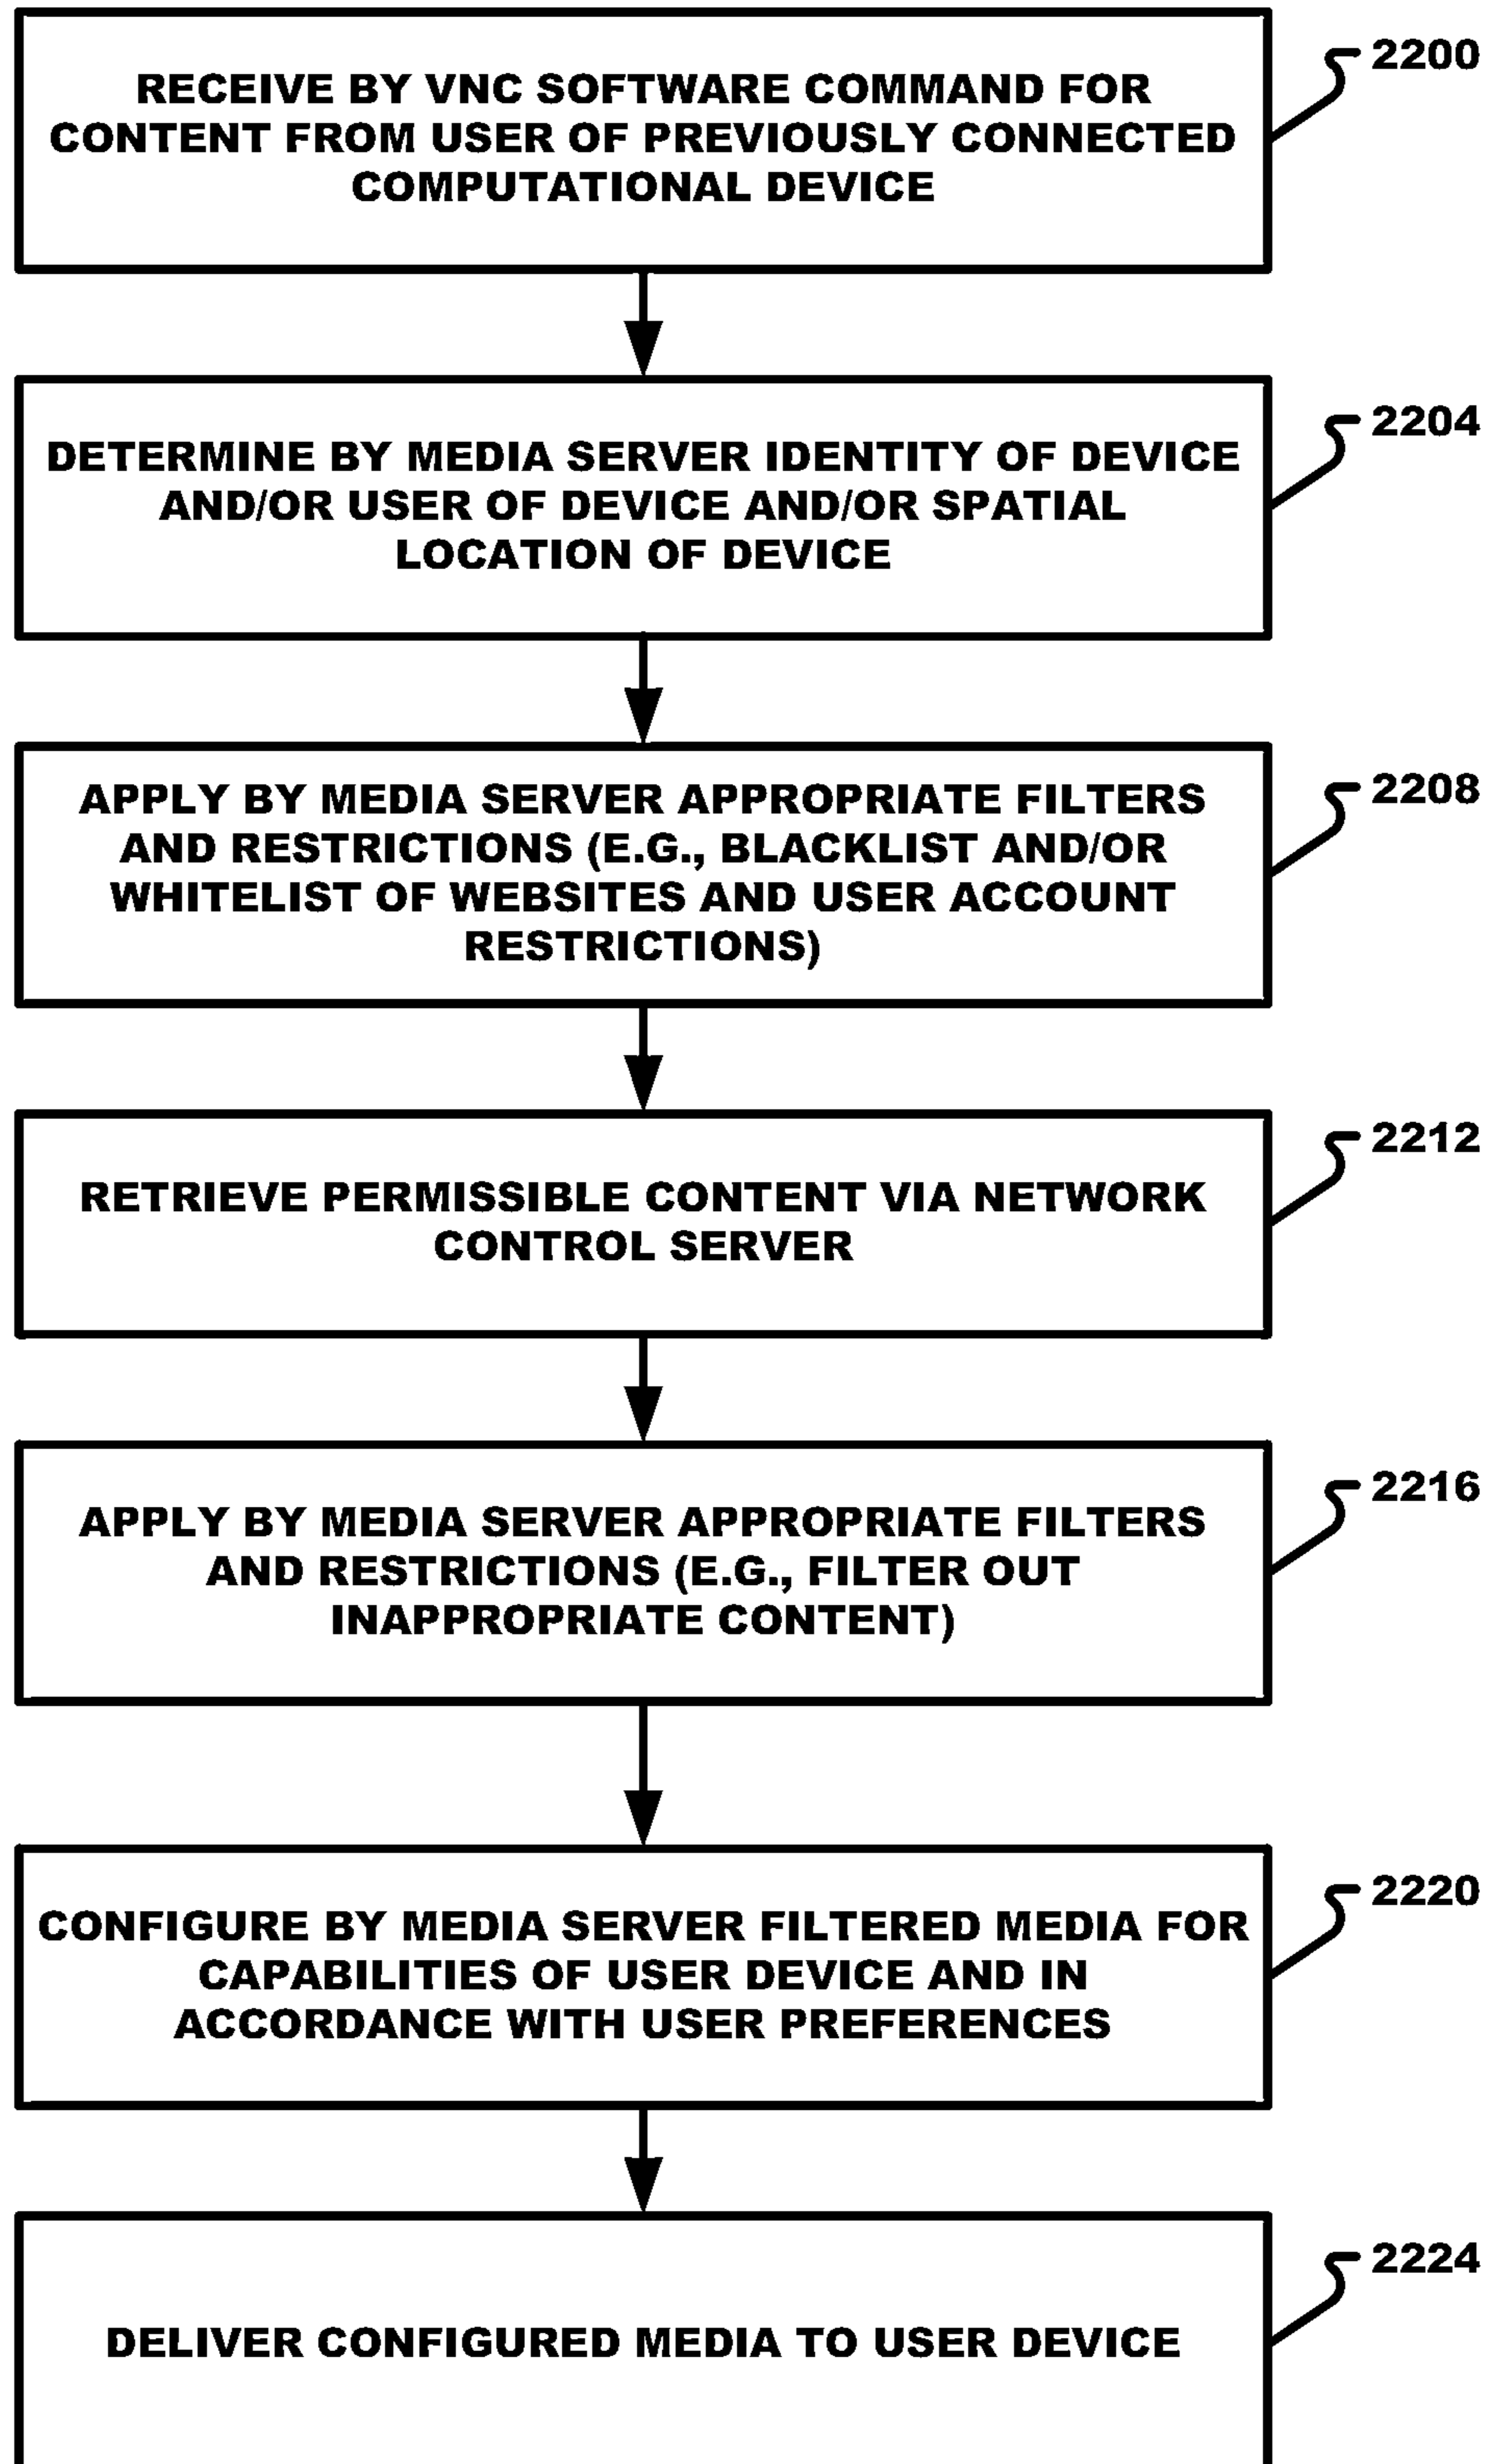 RECEIVE BY VNC SOFTWARE COMMAND FOR
CONTENT FROM USER OF PREVIOUSLY CONNECTED
COMPUTATIONAL DEVICE
2200
DETERMINE BY MEDIA SERVER IDENTITY OF DEVICE
AND/OR USER OF DEVICE AND/OR SPATIAL
LOCATION OF DEVICE
2204
APPLY BY MEDIA SERVER APPROPRIATE FILTERS
AND RESTRICTIONS (E.G., BLACKLIST AND/OR
WHITELIST OF WEBSITES AND USER ACCOUNT
RESTRICTIONS)
2208
RETRIEVE PERMISSIBLE CONTENT VIA NETWORK
CONTROL SERVER
2212
APPLY BY MEDIA SERVER APPROPRIATE FILTERS
AND RESTRICTIONS (E.G., FILTER OUT
INAPPROPRIATE CONTENT)
2216
CONFIGURE BY MEDIA SERVER FILTERED MEDIA FOR
CAPABILITIES OF USER DEVICE AND IN
ACCORDANCE WITH USER PREFERENCES
2220
DELIVER CONFIGURED MEDIA TO USER DEVICE
2224